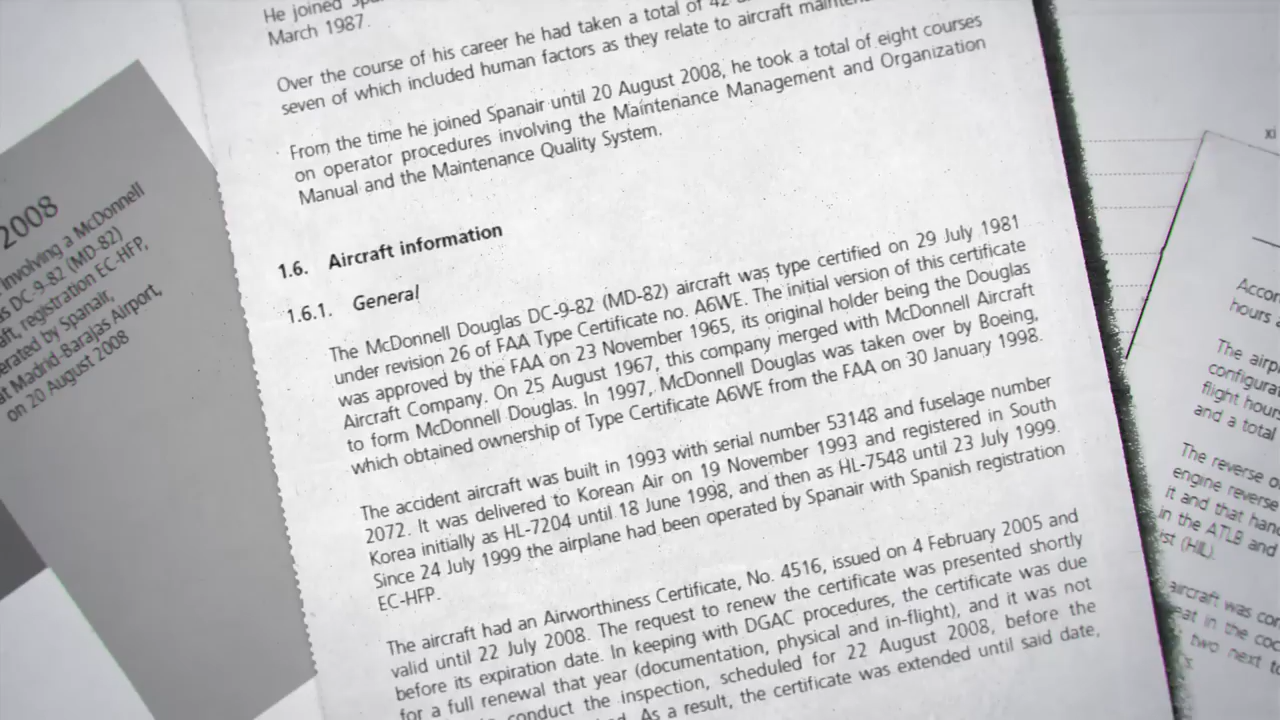 2008
involving a McDonnell
DC-9-82 (MD-82)
registration EC-HFP,
by Spanair,
at Madrid-Barajas Airport,
on 20 August 2008
He joined
March 1987.
Over the course of his career he had taken a total of 42
seven of which included human factors as they relate to aircraft
From the time he joined Spanair until 20 August 2008, he took a total of eight courses
on operator procedures involving the Maintenance Management and Organization
Manual and the Maintenance Quality System.
1.6. Aircraft information
1.6.1. General
The McDonnell Douglas DC-9-82 (MD-82) aircraft was type certified on 29 July 1981
under revision 26 of FAA Type Certificate no. A6WE. The initial version of this certificate
was approved by the FAA on 23 November 1965, its original holder being the Douglas
Aircraft Company. On 25 August 1967, this company merged with McDonnell Aircraft
to form McDonnell Douglas. In 1997, McDonnell Douglas was taken over by Boeing,
which obtained ownership of Type Certificate A6WE from the FAA on 30 January 1998.
The accident aircraft was built in 1993 with serial number 53148 and fuselage number
2072. It was delivered to Korean Air on 19 November 1993 and registered in South
Korea initially as HL-7204 until 18 June 1998, and then as HL-7548 until 23 July 1999.
Since 24 July 1999 the airplane had been operated by Spanair with Spanish registration
EC-HFP.
The aircraft had an Airworthiness Certificate, No. 4516, issued on 4 February 2005 and
valid until 22 July 2008. The request to renew the certificate was presented shortly
before its expiration date. In keeping with DGAC procedures, the certificate was due
for a full renewal that year (documentation, physical and in-flight), and it was not
conduct the inspection, scheduled for 22 August 2008, before the
As a result, the certificate was extended until said date,
xi
hours
The
flight
and a total
The reverse
engine reverse
it and that
in the ATLB and
(HIL).
aircraft was
in the
two next